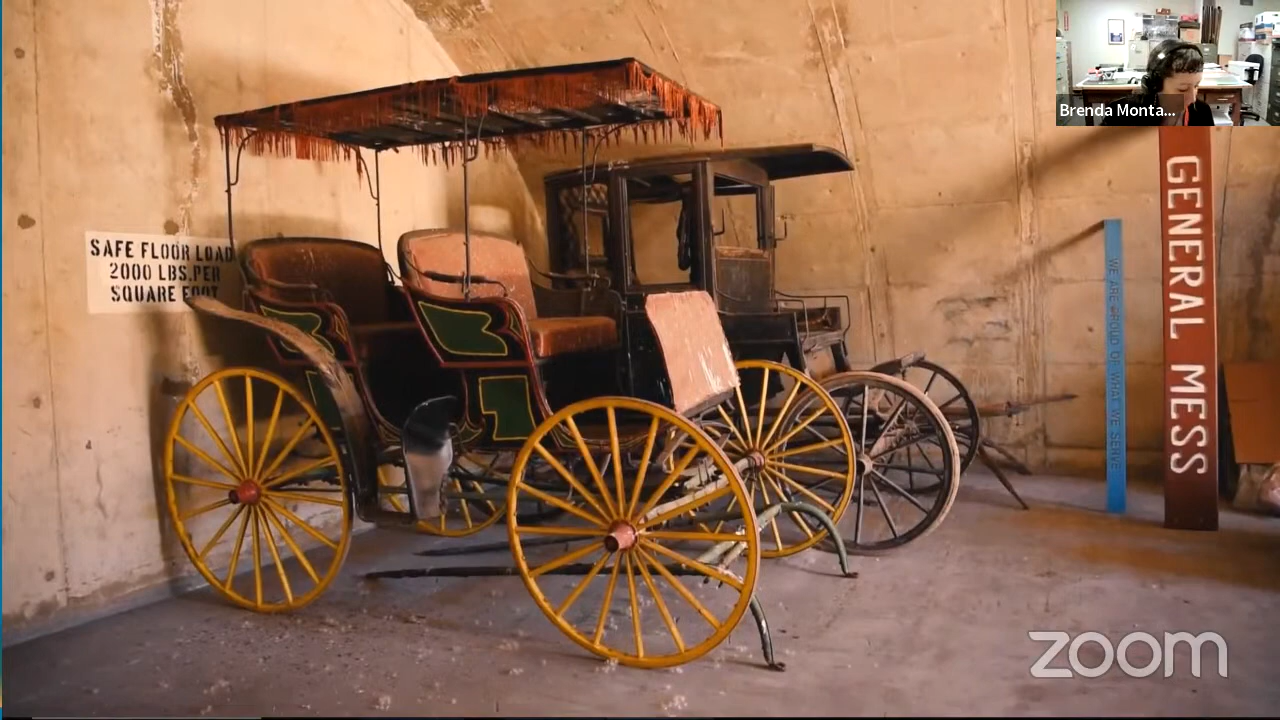 Brenda Monta...
SAFE FLOOR LOAD
2000 LBS. PER
SQUARE FOOT
WE ARE PROUD OF WHAT WE SERVE
GENERAL MESS
zoom